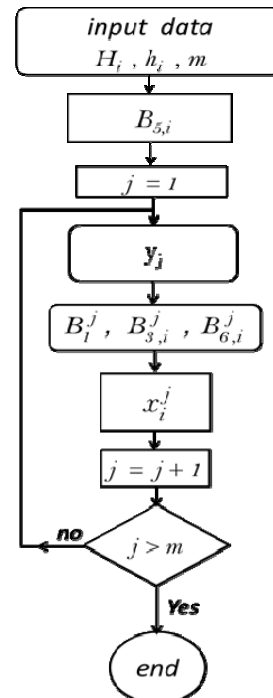 input data
H_i , h_i , m
B_{5,i}
j = 1
y_j
B_1^j , B_{3,i}^j , B_{6,i}^j
x_i^j
j = j + 1
no
j > m
Yes
end